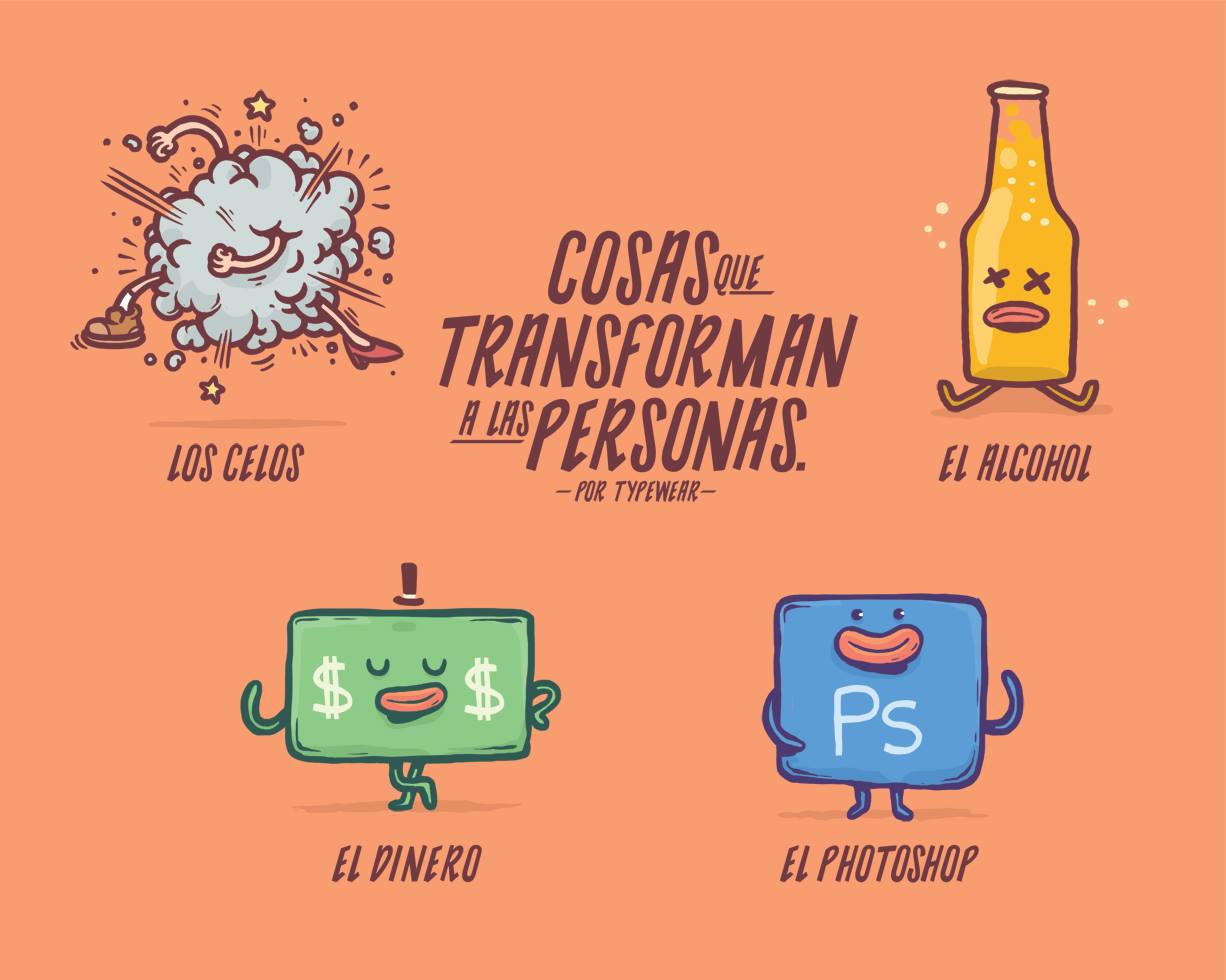 COSAS QUE
TRANSFORMAN
A LAS PERSONAS.
—POR TYPEWEAR—
LOS CELOS
EL ALCOHOL
$ $
EL DINERO
Ps
EL PHOTOSHOP